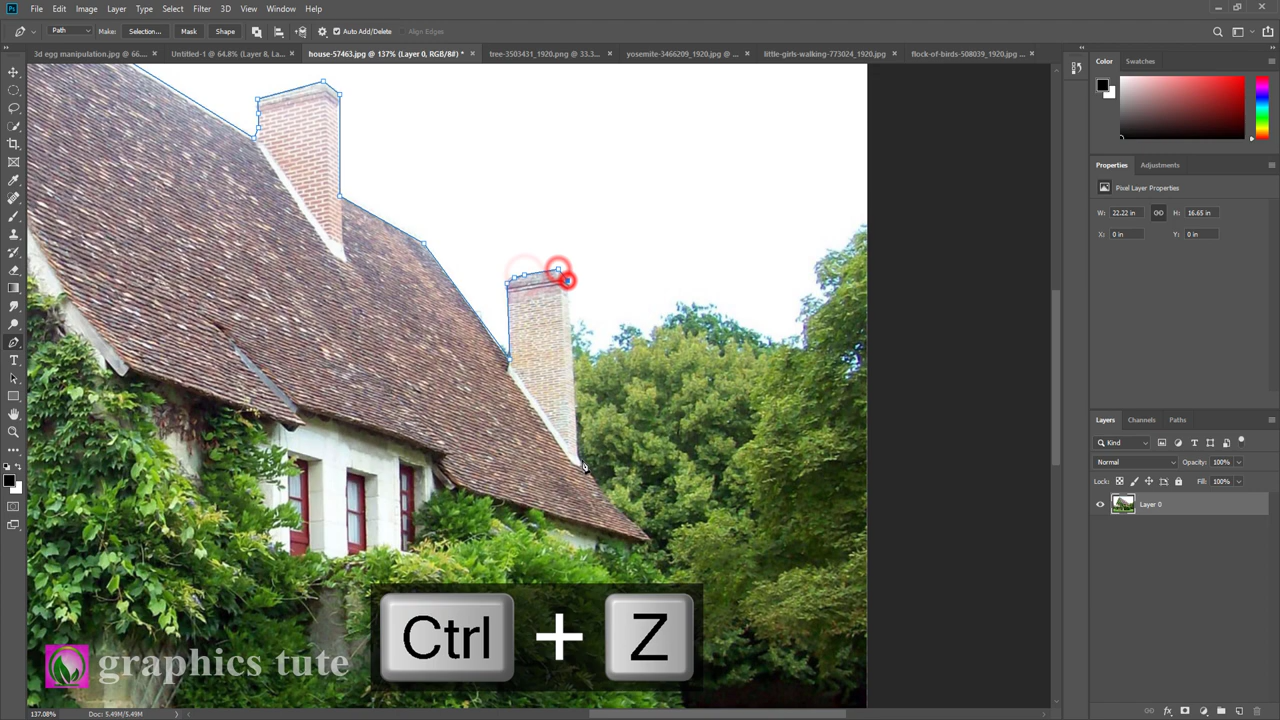 Ps File Edit Image Layer Type Select Filter 3D View Window Help
Path Make: Selection... Mask Shape Auto Add/Delete Align Edges
3d egg manipulation.jpg @ 66.... × Untitled-1 @ 64.8% (Layer 8, La... × house-57463.jpg @ 137% (Layer 0, RGB/8#) * × tree-3503431_1920.png @ 33.3... × yosemite-3466209_1920.jpg @ ... × little-girls-walking-773024_1920.jpg × flock-of-birds-508039_1920.jpg ... ×
Color Swatches
Properties Adjustments
Pixel Layer Properties
W: 22.22 in H: 16.65 in
X: 0 in Y: 0 in
Layers Channels Paths
Kind
Normal Opacity: 100%
Lock: Fill: 100%
Layer 0
Ctrl + Z
graphics tute
137.08% Doc: 5.49M/5.49M